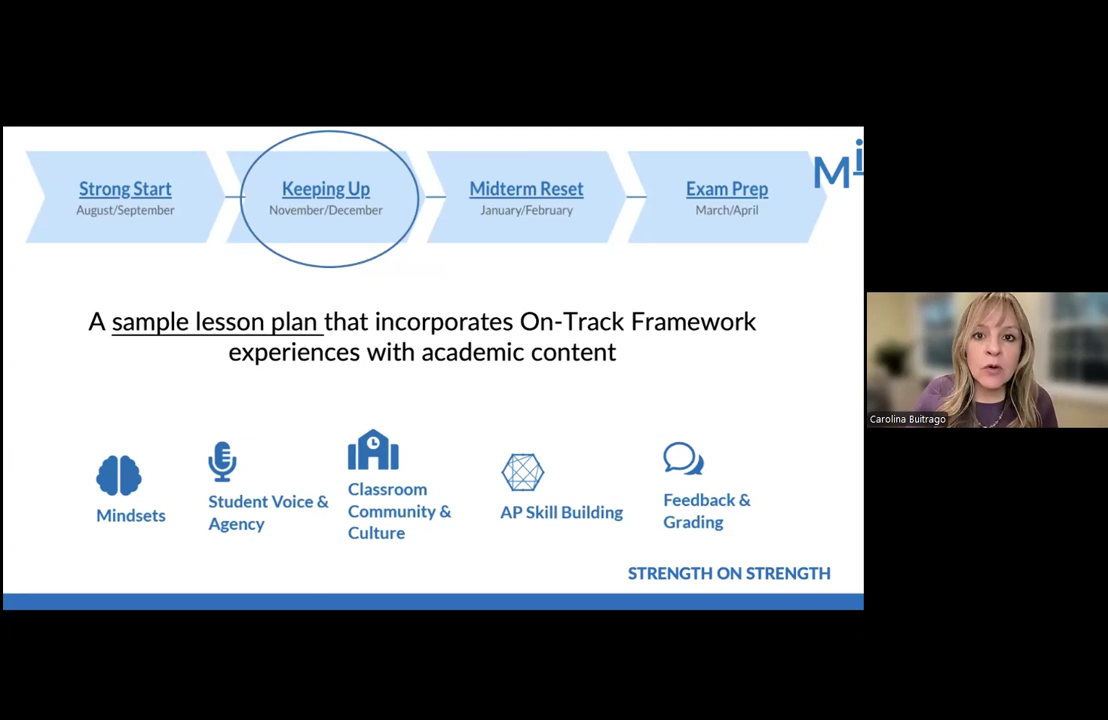 Strong Start
August/September
Keeping Up
November/December
Midterm Reset
January/February
Exam Prep
March/April
Mi
A sample lesson plan that incorporates On-Track Framework
experiences with academic content
Mindsets
Student Voice &
Agency
Classroom
Community &
Culture
AP Skill Building
Feedback &
Grading
STRENGTH ON STRENGTH
Carolina Buitrago